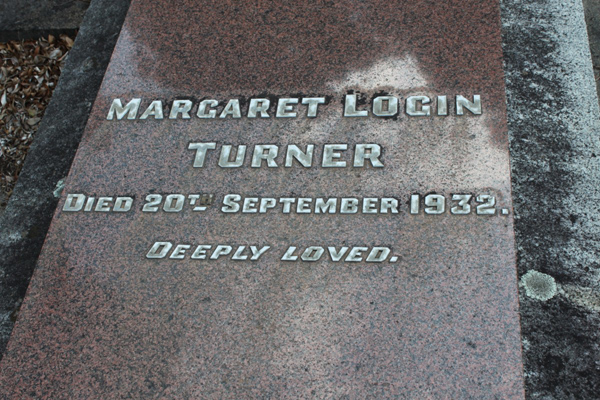 MARGARET LOGIN
TURNER
DIED 20TH SEPTEMBER 1932.
DEEPLY LOVED.